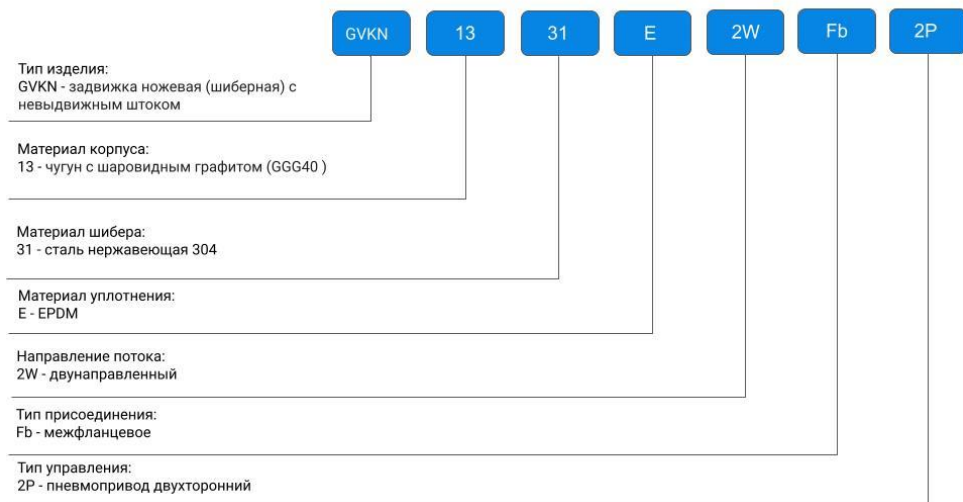 GVKN 13 31 E 2W Fb 2P
Тип изделия:
GVKN - задвижка ножевая (шиберная) с
невыдвижным штоком
Материал корпуса:
13 - чугун с шаровидным графитом (GGG40 )
Материал шибера:
31 - сталь нержавеющая 304
Материал уплотнения:
E - EPDM
Направление потока:
2W - двунаправленный
Тип присоединения:
Fb - межфланцевое
Тип управления:
2P - пневмопривод двухторонний